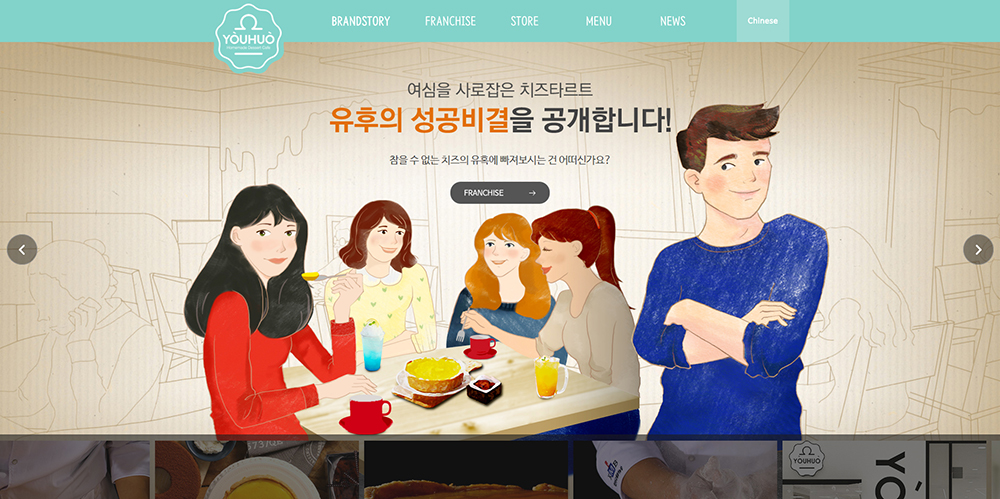 YÒUHUÒ
Homemade Dessert Cafe
BRANDSTORY
FRANCHISE
STORE
MENU
NEWS
Chinese
여심을 사로잡은 치즈타르트
유후의 성공비결을 공개합니다!
참을 수 없는 치즈의 유혹에 빠져보시는 건 어떠신가요?
FRANCHISE →
YÒUHUÒ
YÒ